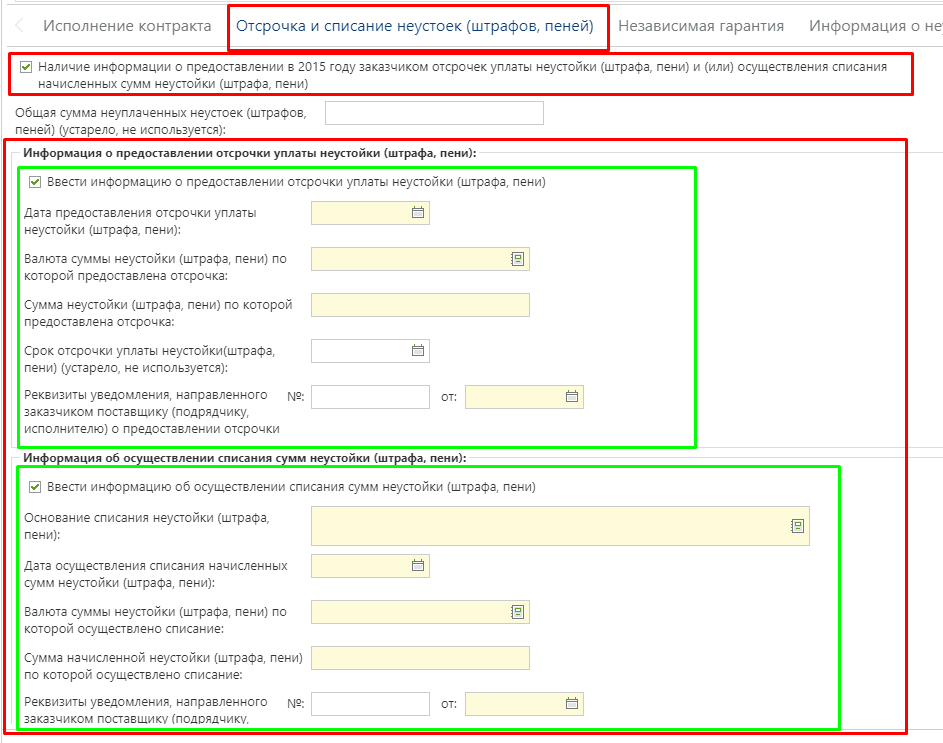 Исполнение контракта Отсрочка и списание неустоек (штрафов, пеней) Независимая гарантия Информация о неу
Наличие информации о предоставлении в 2015 году заказчиком отсрочек уплаты неустойки (штрафа, пени) и (или) осуществления списания
начисленных сумм неустойки (штрафа, пени)
Общая сумма неуплаченных неустоек (штрафов,
пеней) (устарело, не используется):
Информация о предоставлении отсрочки уплаты неустойки (штрафа, пени):
Ввести информацию о предоставлении отсрочки уплаты неустойки (штрафа, пени)
Дата предоставления отсрочки уплаты
неустойки (штрафа, пени):
Валюта суммы неустойки (штрафа, пени) по
которой предоставлена отсрочка:
Сумма неустойки (штрафа, пени) по которой
предоставлена отсрочка:
Срок отсрочки уплаты неустойки(штрафа,
пени) (устарело, не используется):
Реквизиты уведомления, направленного №: от:
заказчиком поставщику (подрядчику,
исполнителю) о предоставлении отсрочки
Информация об осуществлении списания сумм неустойки (штрафа, пени):
Ввести информацию об осуществлении списания сумм неустойки (штрафа, пени)
Основание списания неустойки (штрафа,
пени):
Дата осуществления списания начисленных
сумм неустойки (штрафа, пени):
Валюта суммы неустойки (штрафа, пени) по
которой осуществлено списание:
Сумма начисленной неустойки (штрафа, пени)
по которой осуществлено списание:
Реквизиты уведомления, направленного №: от:
заказчиком поставщику (подрядчику,